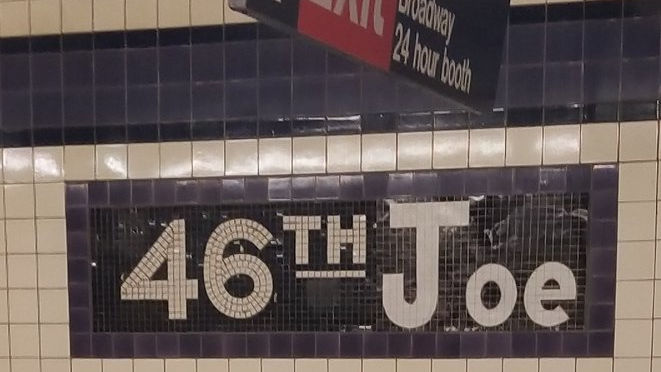 Exit
Broadway
24 hour booth
46TH Joe